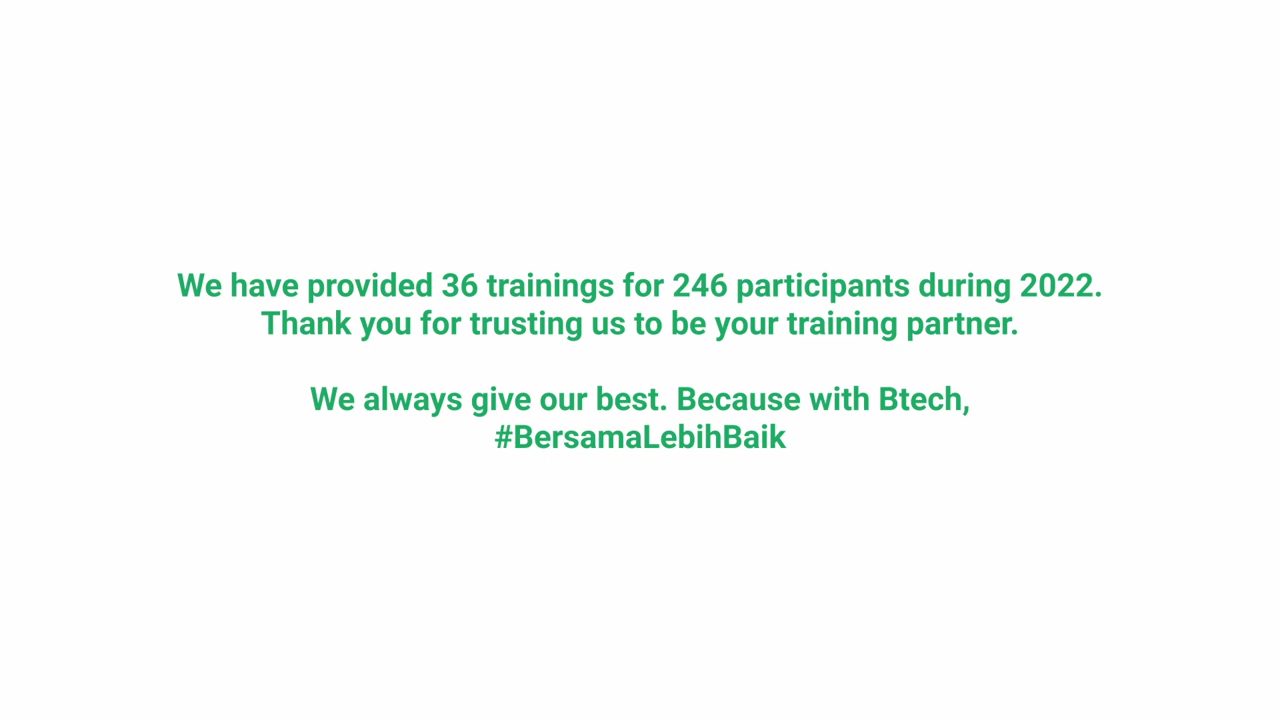 We have provided 36 trainings for 246 participants during 2022.
Thank you for trusting us to be your training partner.
We always give our best. Because with Btech,
#BersamaLebihBaik